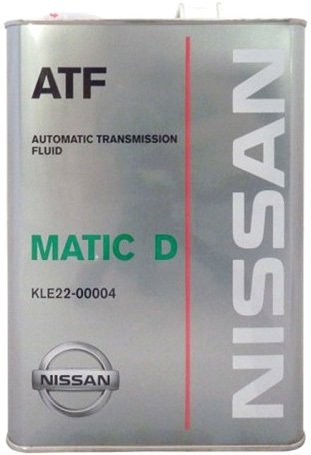 ATF
AUTOMATIC TRANSMISSION
FLUID
MATIC D
KLE22-00004
NISSAN
NISSAN